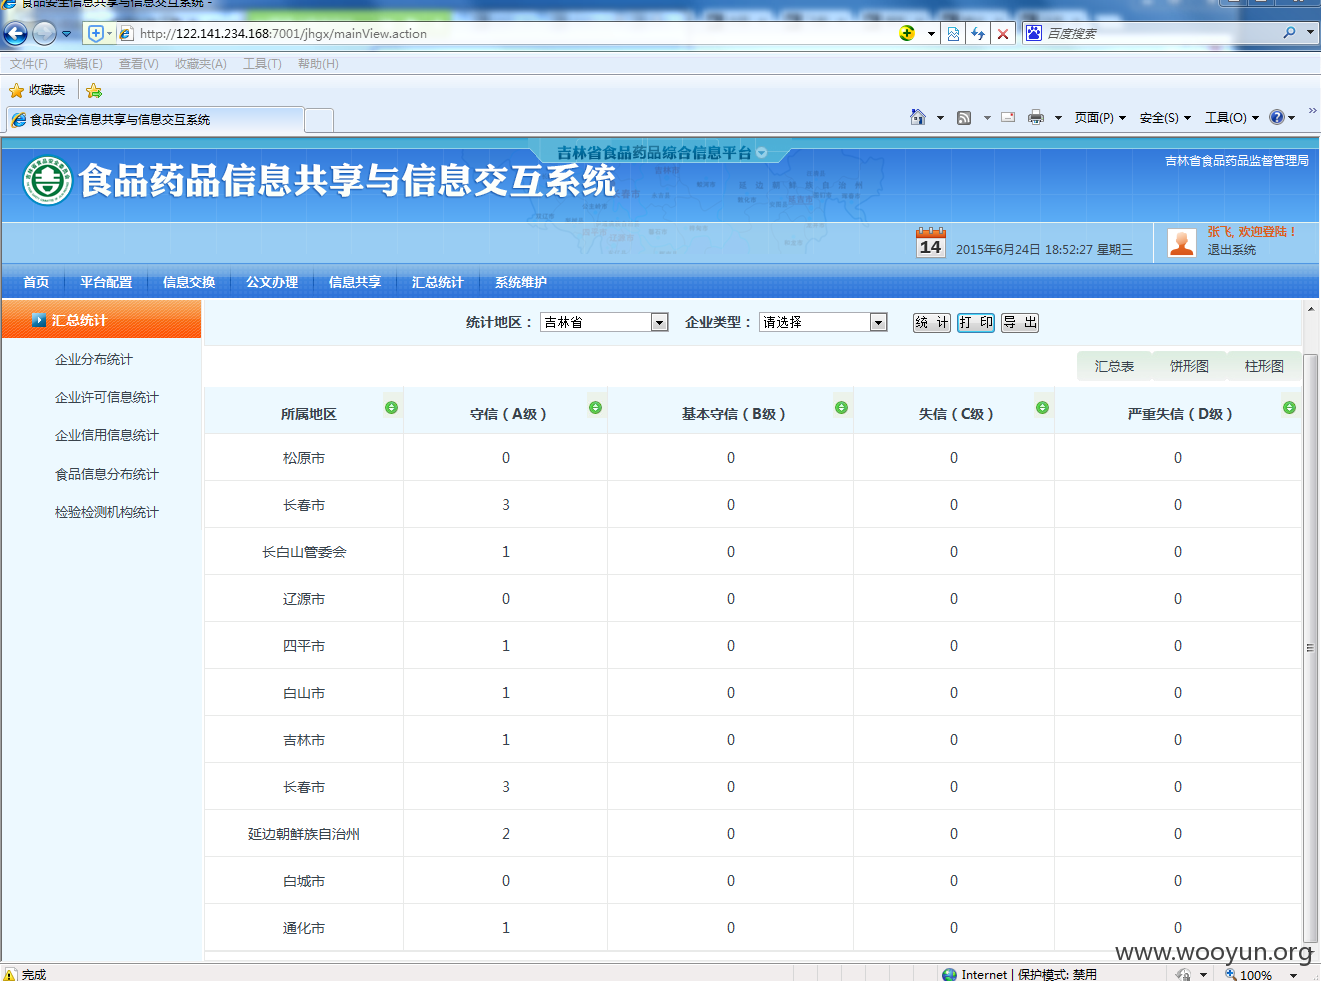 食品安全信息共享与信息交互系统 -
http://122.141.234.168:7001/jhgx/mainView.action
百度搜索
文件(F) 编辑(E) 查看(V) 收藏夹(A) 工具(T) 帮助(H)
收藏夹
食品安全信息共享与信息交互系统
页面(P) 安全(S) 工具(O)
吉林省食品药品综合信息平台
吉林省食品药品监督管理局
食品药品信息共享与信息交互系统
14
2015年6月24日 18:52:27 星期三
张飞, 欢迎登陆！
退出系统
首页 平台配置 信息交换 公文办理 信息共享 汇总统计 系统维护
汇总统计
企业分布统计
企业许可信息统计
企业信用信息统计
食品信息分布统计
检验检测机构统计
统计地区： 吉林省 企业类型： 请选择 统 计 打 印 导 出
汇总表 饼形图 柱形图
所属地区 守信（A级） 基本守信（B级） 失信（C级） 严重失信（D级）
松原市 0 0 0 0
长春市 3 0 0 0
长白山管委会 1 0 0 0
辽源市 0 0 0 0
四平市 1 0 0 0
白山市 1 0 0 0
吉林市 1 0 0 0
长春市 3 0 0 0
延边朝鲜族自治州 2 0 0 0
白城市 0 0 0 0
通化市 1 0 0 0
www.wooyun.org
完成
Internet | 保护模式: 禁用
100%